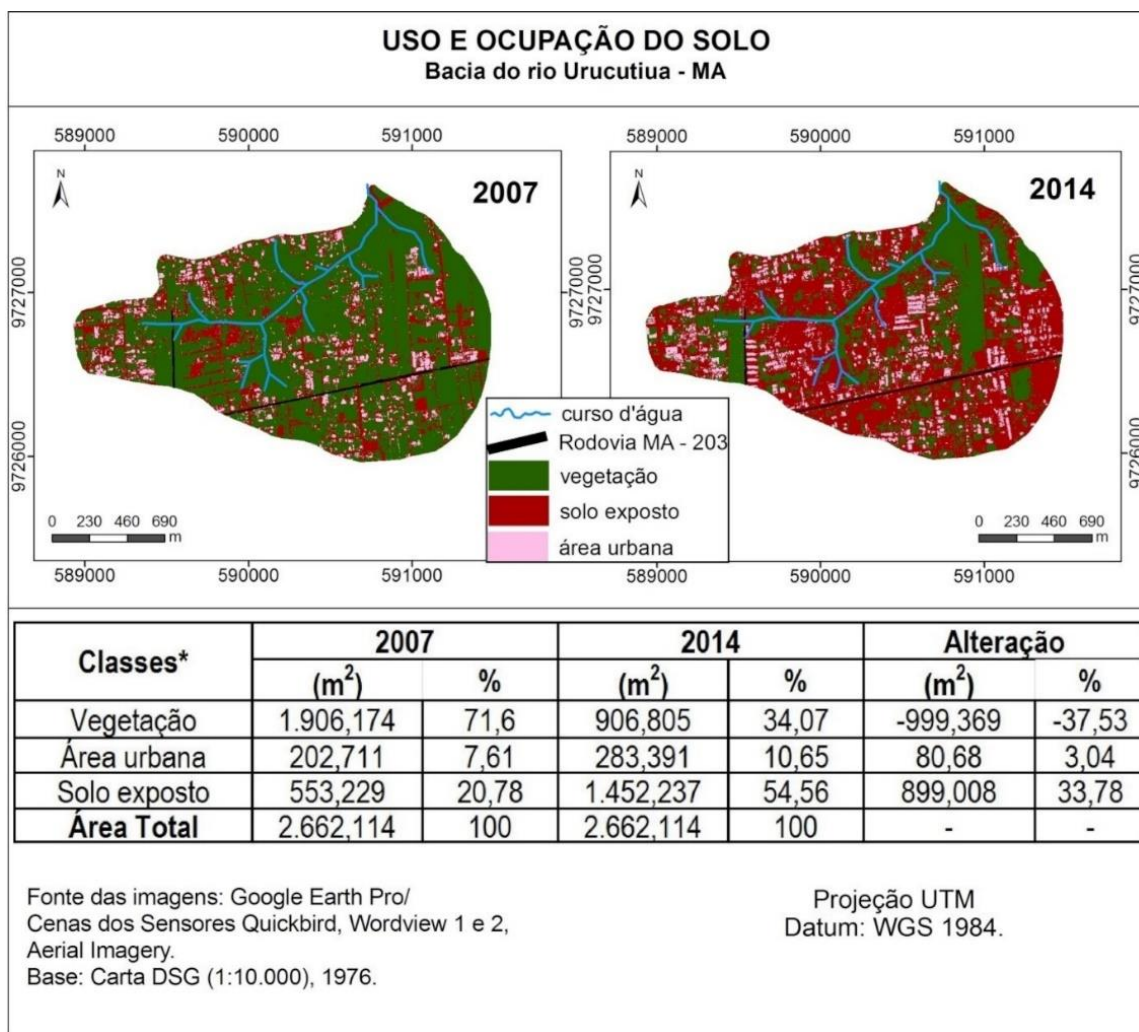 USO E OCUPAÇÃO DO SOLO
Bacia do rio Urucutiua - MA
589000 590000 591000
589000 590000 591000
N
2007
N
2014
9727000
9727000
9727000
9726000
9726000
9726000
curso d'água
Rodovia MA - 203
vegetação
solo exposto
área urbana
0 230 460 690
m
0 230 460 690
m
589000 590000 591000
589000 590000 591000
Classes* 2007 2014 Alteração
(m²) % (m²) % (m²) %
Vegetação 1.906,174 71,6 906,805 34,07 -999,369 -37,53
Área urbana 202,711 7,61 283,391 10,65 80,68 3,04
Solo exposto 553,229 20,78 1.452,237 54,56 899,008 33,78
Área Total 2.662,114 100 2.662,114 100 - -
Fonte das imagens: Google Earth Pro/
Cenas dos Sensores Quickbird, Wordview 1 e 2,
Aerial Imagery.
Base: Carta DSG (1:10.000), 1976.
Projeção UTM
Datum: WGS 1984.